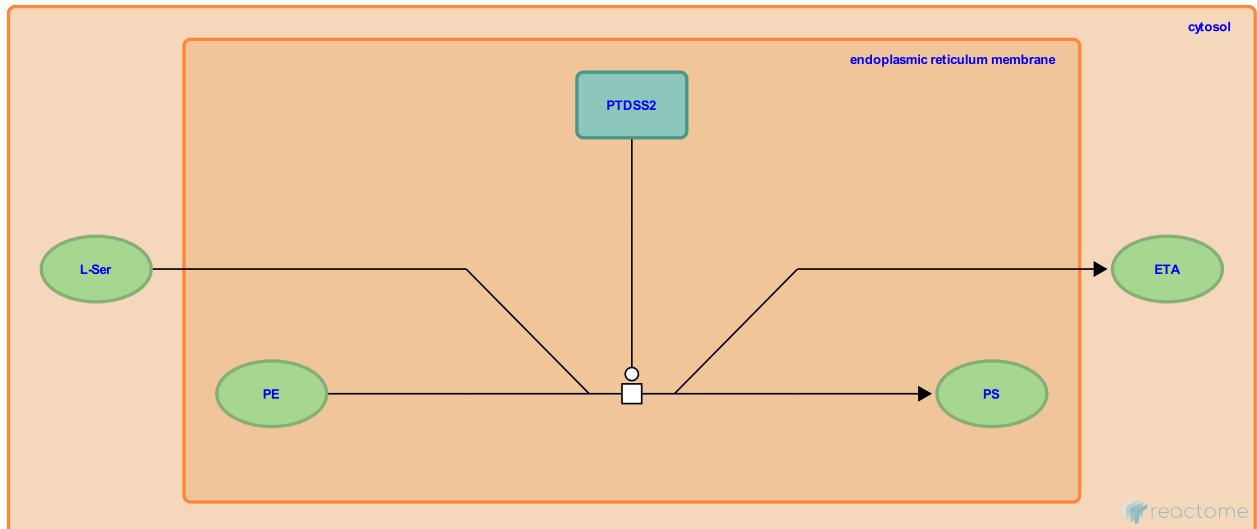 cytosol
endoplasmic reticulum membrane
PTDSS2
L-Ser
ETA
PE
PS
reactome